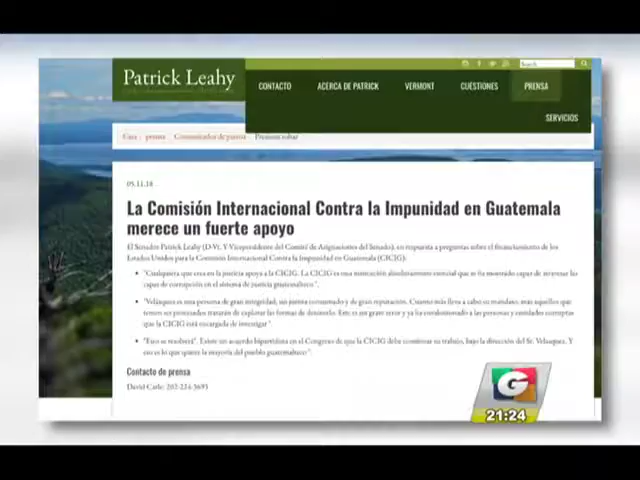 Patrick Leahy
Search
CONTACTO ACERCA DE PATRICK VERMONT CUESTIONES PRENSA
SERVICIOS
Casa prensa Comunicados de prensa
05.11.18
La Comisión Internacional Contra la Impunidad en Guatemala
merece un fuerte apoyo
El Senador Patrick Leahy (D-Vt. Y Vicepresidente del Comité de Asignaciones del Senado), en respuesta a preguntas sobre el financiamiento de los
Estados Unidos para la Comisión Internacional Contra la Impunidad en Guatemala (CICIG):
"Cualquiera que crea en la justicia apoya a la CICIG. La CICIG es una institución absolutamente esencial que se ha mostrado capaz de atravesar las
capas de corrupción en el sistema de justicia guatemalteco".
"Velásquez es una persona de gran integridad, un jurista consumado y de gran reputación. Cuanto más lleva a cabo su mandato, más aquellos que
temen ser procesados tratarán de explorar las formas de detenerlo. Este es un grave error y ha envalentonado a las personas y entidades corruptas
que la CICIG está encargada de investigar".
"Esto se resolverá". Existe un acuerdo bipartidista en el Congreso de que la CICIG debe continuar su trabajo, bajo la dirección del Sr. Velásquez. Y
eso es lo que quiere la mayoría del pueblo guatemalteco".
Contacto de prensa
David Carle: 202-224-3693
G
21:24